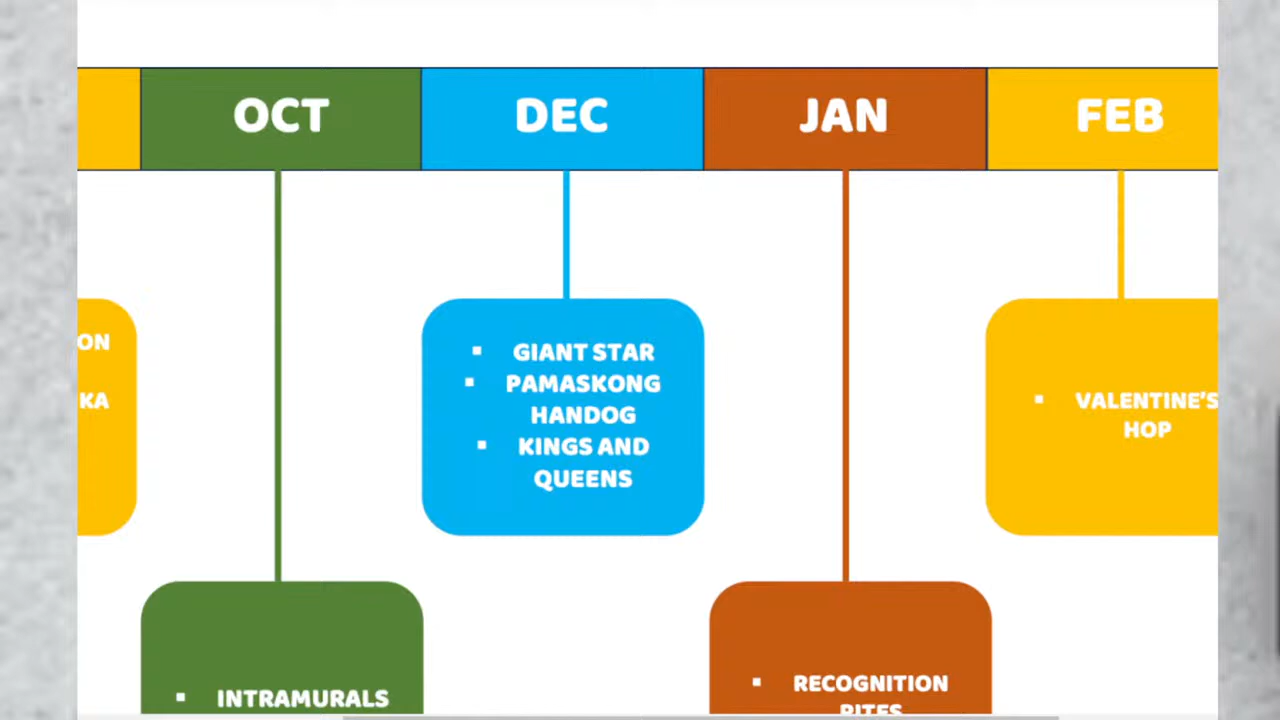 OCT DEC JAN FEB
ON
KA
▪ GIANT STAR
▪ PAMASKONG
HANDOG
▪ KINGS AND
QUEENS
▪ VALENTINE'S
HOP
▪ INTRAMURALS
▪ RECOGNITION
RITES